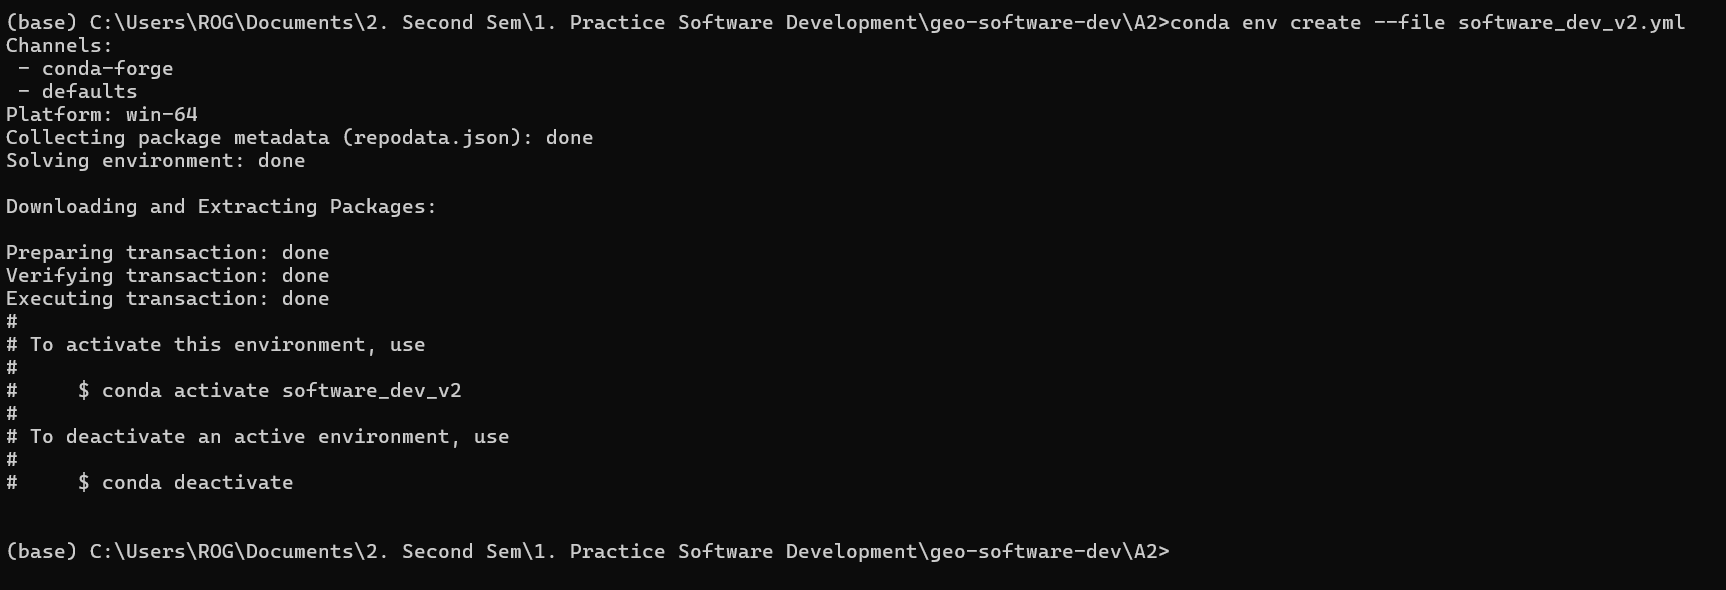 (base) C:\Users\ROG\Documents\2. Second Sem\1. Practice Software Development\geo-software-dev\A2>conda env create --file software_dev_v2.yml
Channels:
 - conda-forge
 - defaults
Platform: win-64
Collecting package metadata (repodata.json): done
Solving environment: done

Downloading and Extracting Packages:

Preparing transaction: done
Verifying transaction: done
Executing transaction: done
#
# To activate this environment, use
#
#     $ conda activate software_dev_v2
#
# To deactivate an active environment, use
#
#     $ conda deactivate

(base) C:\Users\ROG\Documents\2. Second Sem\1. Practice Software Development\geo-software-dev\A2>